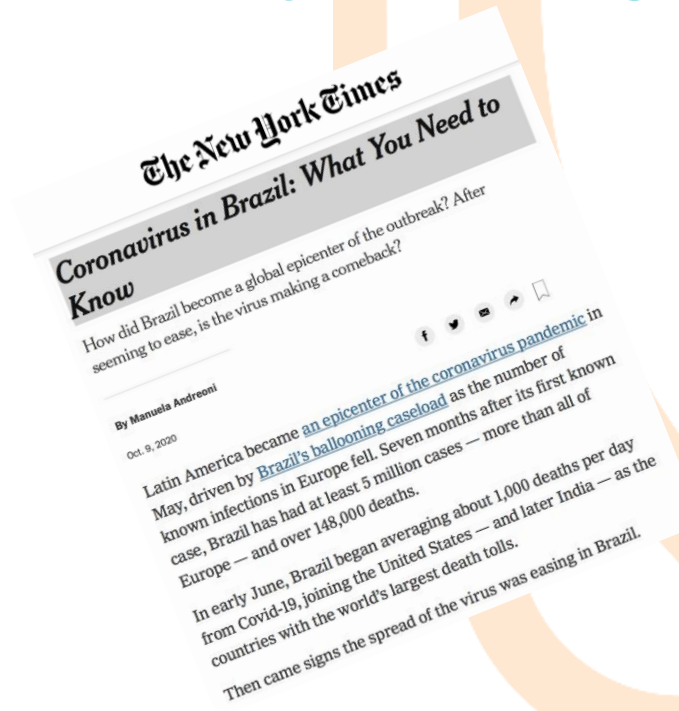 The New York Times
Coronavirus in Brazil: What You Need to
Know
How did Brazil become a global epicenter of the outbreak? After
seeming to ease, is the virus making a comeback?
By Manuela Andreoni
Oct. 9, 2020
Latin America became an epicenter of the coronavirus pandemic in
May, driven by Brazil's ballooning caseload as the number of
known infections in Europe fell. Seven months after its first known
case, Brazil has had at least 5 million cases — more than all of
Europe — and over 148,000 deaths.
In early June, Brazil began averaging about 1,000 deaths per day
from Covid-19, joining the United States — and later India — as the
countries with the world's largest death tolls.
Then came signs the spread of the virus was easing in Brazil.